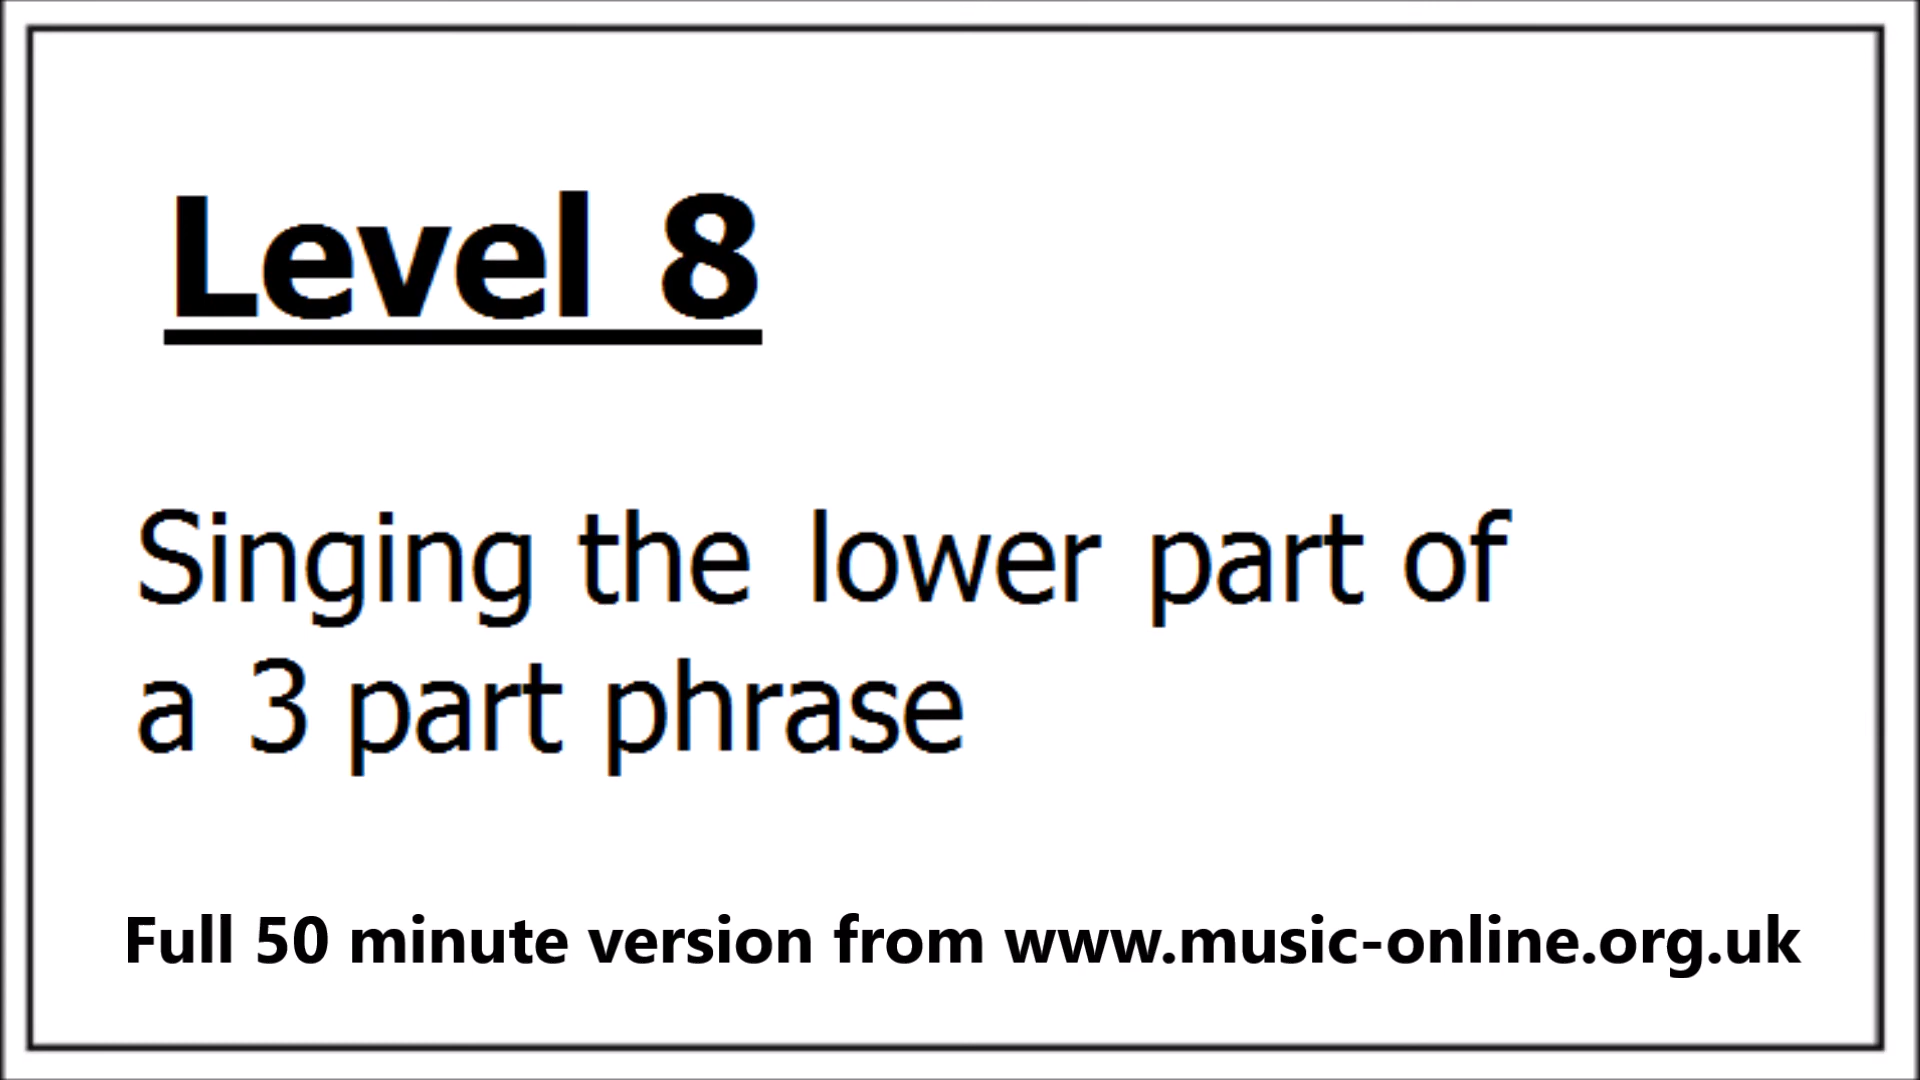 Level 8
Singing the lower part of
a 3 part phrase
Full 50 minute version from www.music-online.org.uk